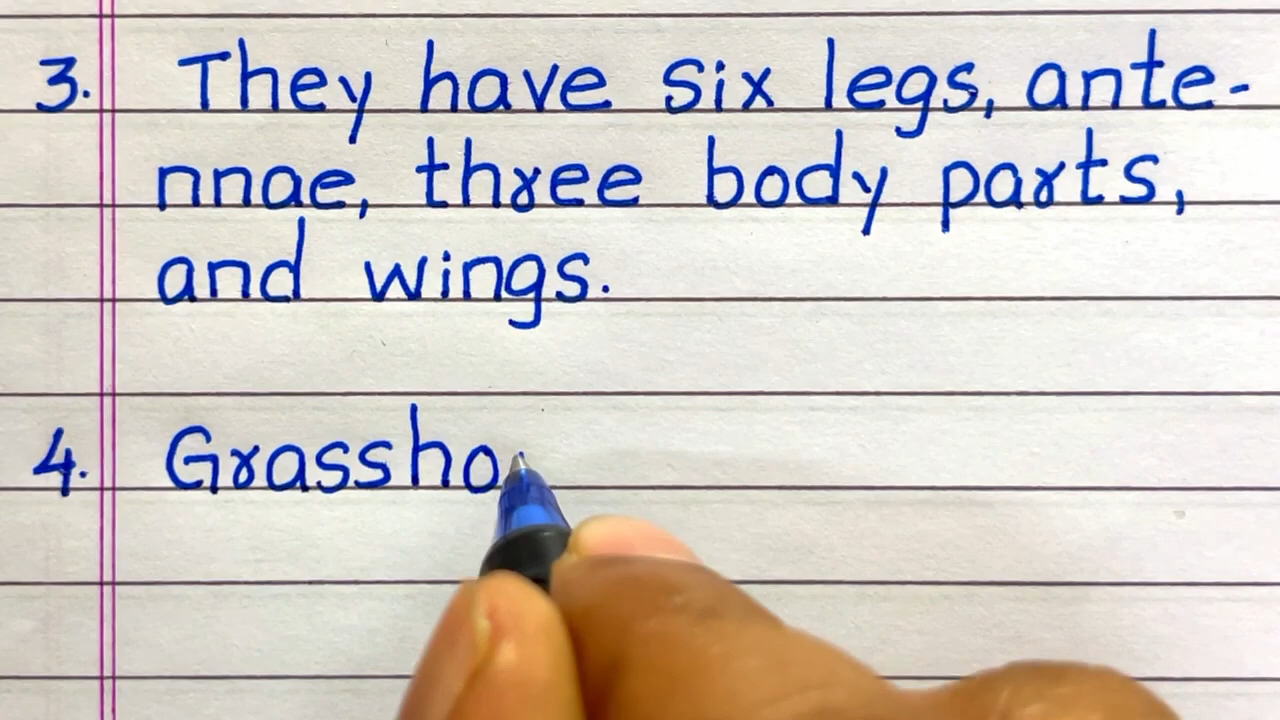 3. They have six legs, ante-
nnae, three body parts,
and wings.
4. Grassho